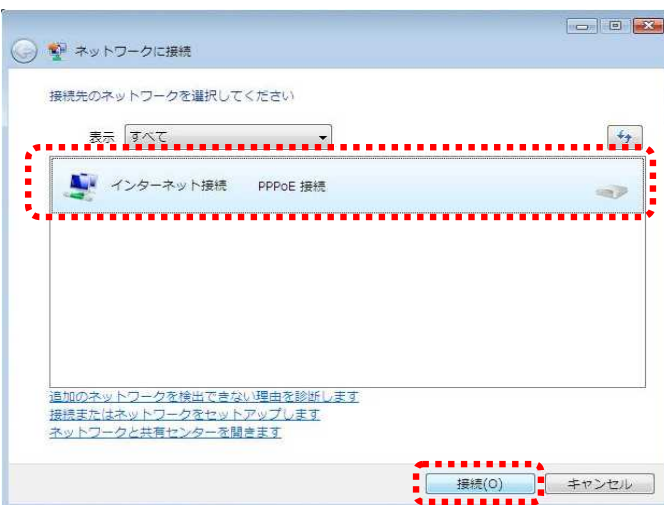 ネットワークに接続
接続先のネットワークを選択してください
表示 すべて
インターネット接続 PPPoE 接続
追加のネットワークを検出できない理由を診断します
接続またはネットワークをセットアップします
ネットワークと共有センターを開きます
接続(O) キャンセル